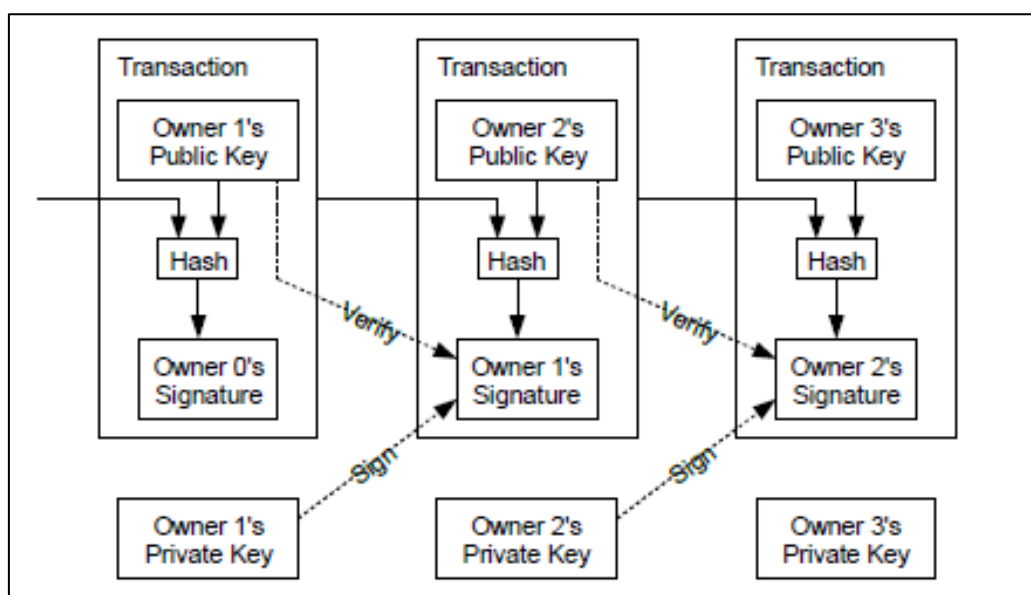 Transaction
Owner 1's
Public Key
Hash
Owner 0's
Signature
Transaction
Owner 2's
Public Key
Hash
Verify
Owner 1's
Signature
Transaction
Owner 3's
Public Key
Hash
Verify
Owner 2's
Signature
Sign
Sign
Owner 1's
Private Key
Owner 2's
Private Key
Owner 3's
Private Key